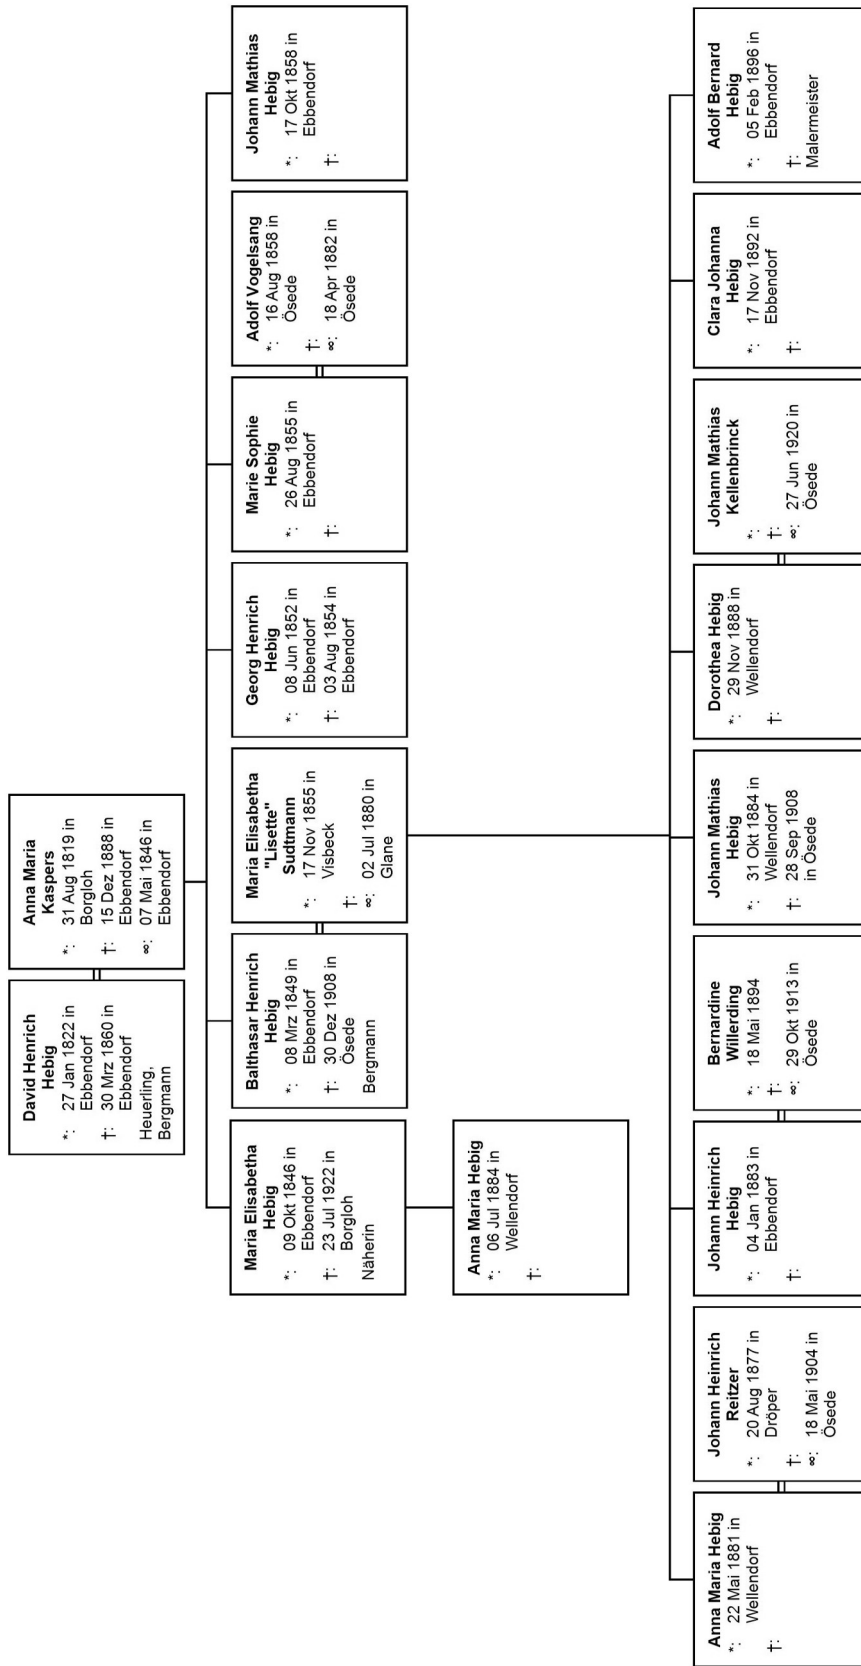 David Henrich
Hebig
*: 27 Jan 1822 in
Ebbendorf
†: 30 Mrz 1860 in
Ebbendorf
Heuerling,
Bergmann
Anna Maria
Kaspers
*: 31 Aug 1819 in
Borgloh
†: 15 Dez 1888 in
Ebbendorf
∞: 07 Mai 1846 in
Ebbendorf
Maria Elisabetha
Hebig
*: 09 Okt 1846 in
Ebbendorf
†: 23 Jul 1922 in
Borgloh
Näherin
Balthasar Henrich
Hebig
*: 08 Mrz 1849 in
Ebbendorf
†: 30 Dez 1908 in
Ösede
Bergmann
Maria Elisabetha
"Lisette"
Sudtmann
*: 17 Nov 1855 in
Visbeck
†:
∞: 02 Jul 1880 in
Glane
Georg Henrich
Hebig
*: 08 Jun 1852 in
Ebbendorf
†: 03 Aug 1854 in
Ebbendorf
Marie Sophie
Hebig
*: 26 Aug 1855 in
Ebbendorf
†:
Adolf Vogelsang
*: 16 Aug 1858 in
Ösede
†:
∞: 18 Apr 1882 in
Ösede
Johann Mathias
Hebig
*: 17 Okt 1858 in
Ebbendorf
†:
Anna Maria Hebig
*: 06 Jul 1884 in
Wellendorf
†:
Anna Maria Hebig
*: 22 Mai 1881 in
Wellendorf
†:
Johann Heinrich
Reitzer
*: 20 Aug 1877 in
Dröper
†:
∞: 18 Mai 1904 in
Ösede
Johann Heinrich
Hebig
*: 04 Jan 1883 in
Ebbendorf
†:
Bernardine
Willerding
*: 18 Mai 1894
†:
∞: 29 Okt 1913 in
Ösede
Johann Mathias
Hebig
*: 31 Okt 1884 in
Wellendorf
†: 28 Sep 1908
in Ösede
Dorothea Hebig
*: 29 Nov 1888 in
Wellendorf
†:
Johann Mathias
Kellenbrinck
*:
†:
∞: 27 Jun 1920 in
Ösede
Clara Johanna
Hebig
*: 17 Nov 1892 in
Ebbendorf
†:
Adolf Bernard
Hebig
*: 05 Feb 1896 in
Ebbendorf
†:
Malermeister